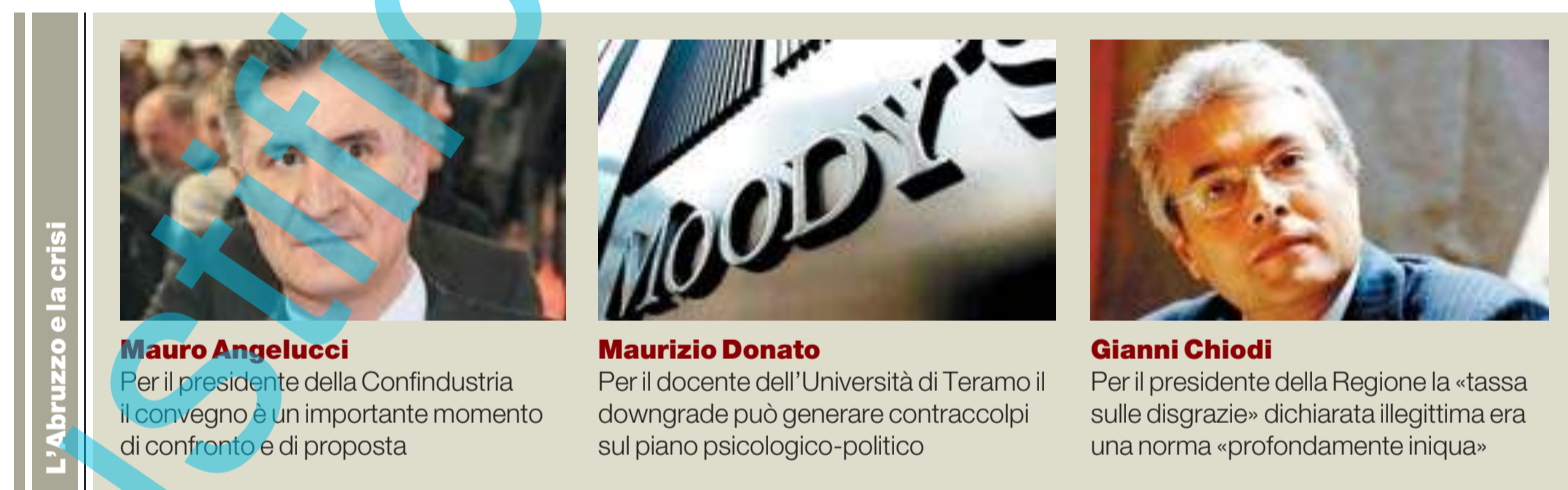 L'Abruzzo e la crisi
MOODY'S
Mauro Angelucci
Per il presidente della Confindustria
il convegno è un importante momento
di confronto e di proposta
Maurizio Donato
Per il docente dell'Università di Teramo il
downgrade può generare contraccolpi
sul piano psicologico-politico
Gianni Chiodi
Per il presidente della Regione la «tassa
sulle disgrazie» dichiarata illegittima era
una norma «profondamente iniqua»